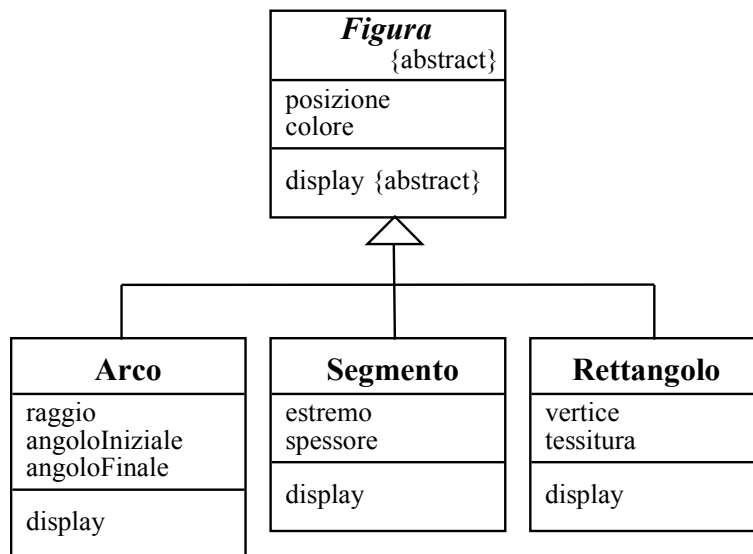 Figura
{abstract}
posizione
colore
display {abstract}
Arco
raggio
angoloIniziale
angoloFinale
display
Segmento
estremo
spessore
display
Rettangolo
vertice
tessitura
display